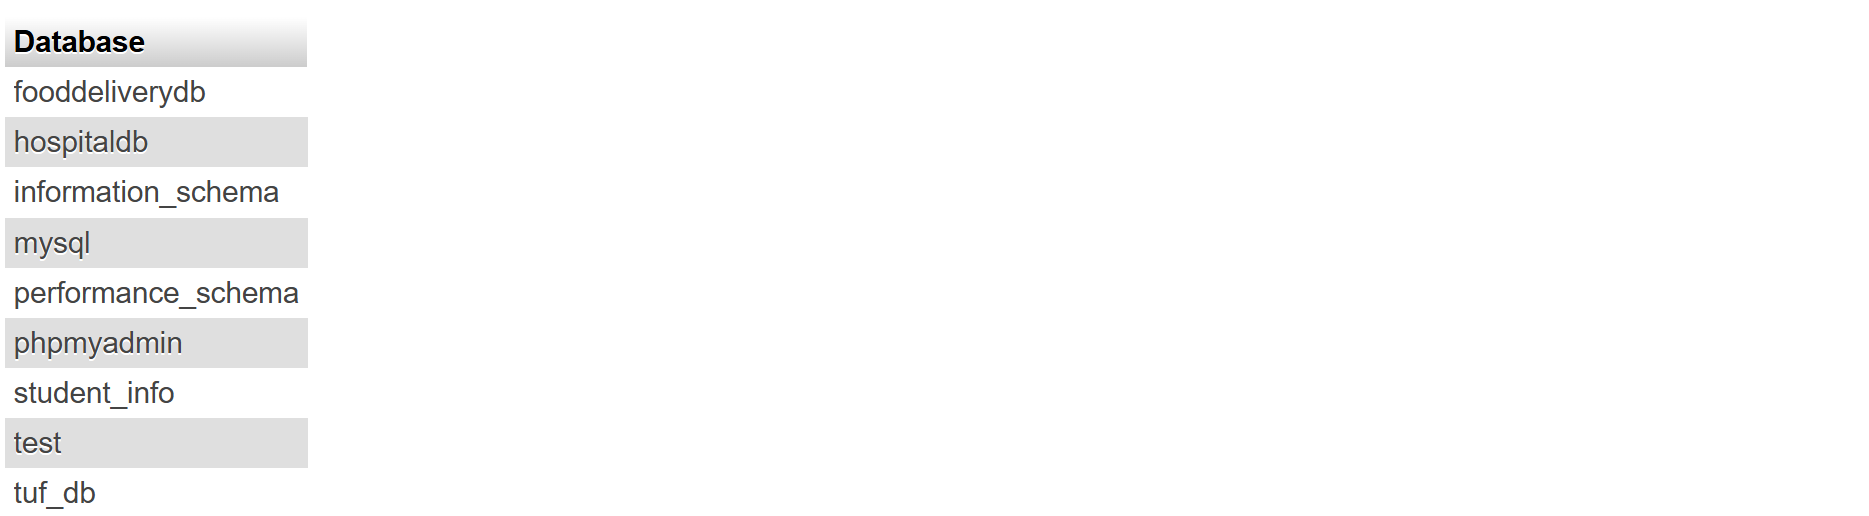 Database
fooddeliverydb
hospitaldb
information_schema
mysql
performance_schema
phpmyadmin
student_info
test
tuf_db